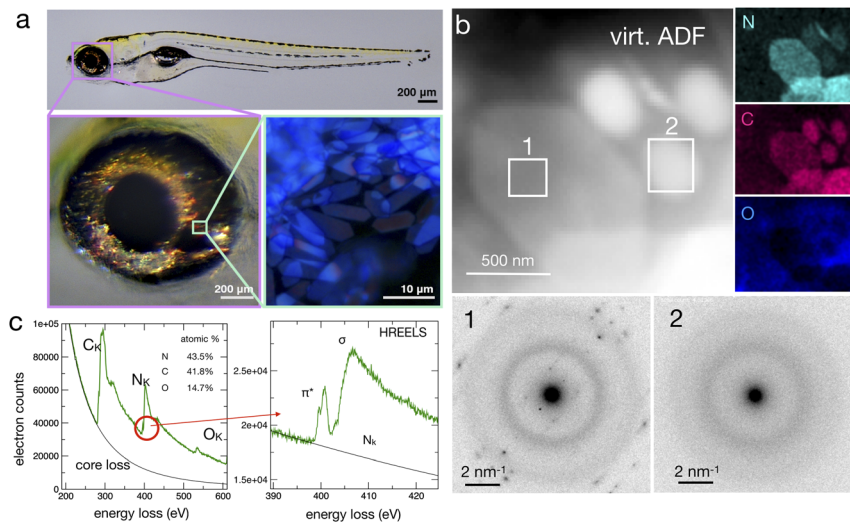 a
200 µm
200 µm
10 µm
b
virt. ADF
1
2
500 nm
N
C
O
1
2 nm-1
2
2 nm-1
c
1e+05
80000
60000
40000
20000
0
200
300
400
500
600
electron counts
energy loss (eV)
CK
NK
OK
core loss
atomic %
N 43.5%
C 41.8%
O 14.7%
HREELS
2.5e+04
2e+04
1.5e+04
390
400
410
420
energy loss (eV)
π*
σ
Nk